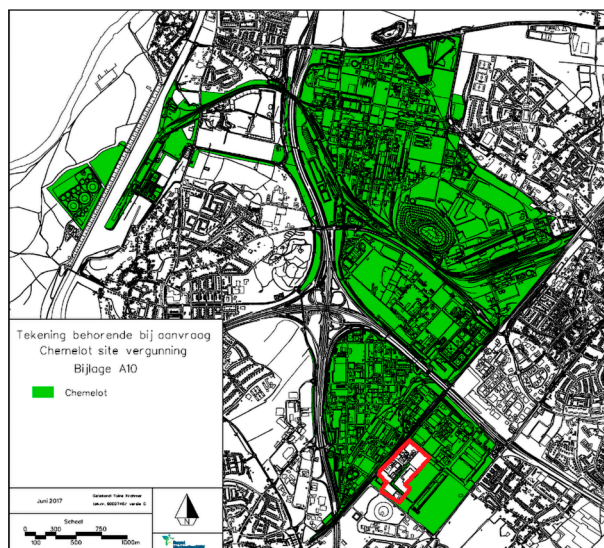 Tekening behorende bij aanvraag
Chemelot site vergunning
Bijlage A10
Chemelot
Juni 2017
Schaal
0 300 750
100 500 1000m
Royal